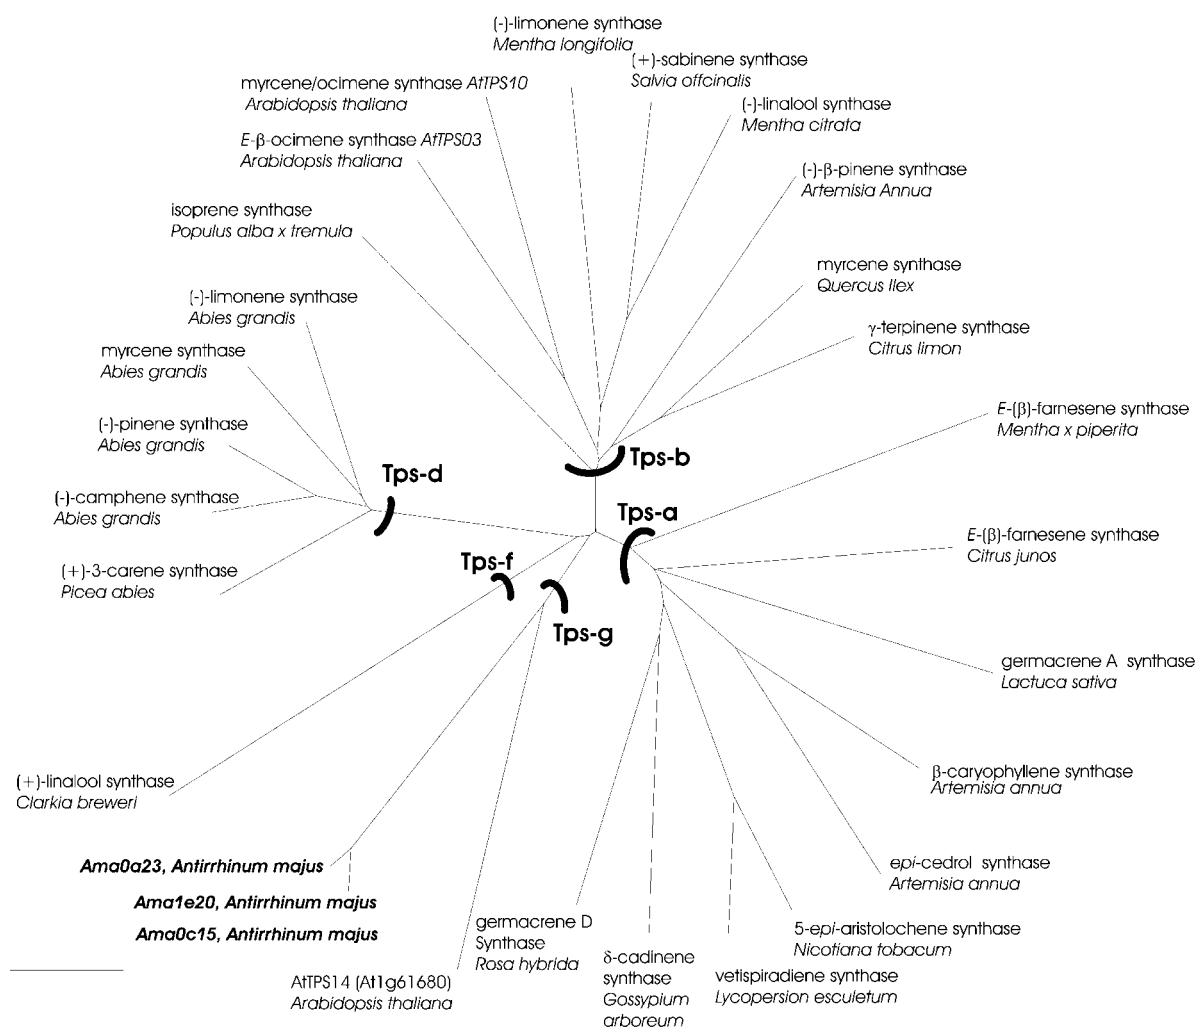 (-)-limonene synthase
Mentha longifolia
(+)-sabinene synthase
Salvia offcinalis
myrcene/ocimene synthase AtTPS10
Arabidopsis thaliana
(-)-linalool synthase
Mentha citrata
E-β-ocimene synthase AtTPS03
Arabidopsis thaliana
(-)-β-pinene synthase
Artemisia Annua
isoprene synthase
Populus alba x tremula
myrcene synthase
Quercus Ilex
(-)-limonene synthase
Abies grandis
γ-terpinene synthase
Citrus limon
myrcene synthase
Abies grandis
E-(β)-farnesene synthase
Mentha x piperita
(-)-pinene synthase
Abies grandis
Tps-b
Tps-d
(-)-camphene synthase
Abies grandis
Tps-a
E-(β)-farnesene synthase
Citrus junos
(+)-3-carene synthase
Picea abies
Tps-f
Tps-g
germacrene A synthase
Lactuca sativa
(+)-linalool synthase
Clarkia breweri
β-caryophyllene synthase
Artemisia annua
Ama0a23, Antirrhinum majus
epi-cedrol synthase
Artemisia annua
Ama1e20, Antirrhinum majus
Ama0c15, Antirrhinum majus
germacrene D
Synthase
Rosa hybrida
5-epi-aristolochene synthase
Nicotiana tobacum
δ-cadinene
synthase
Gossypium
arboreum
vetispiradiene synthase
Lycopersion esculetum
AtTPS14 (At1g61680)
Arabidopsis thaliana